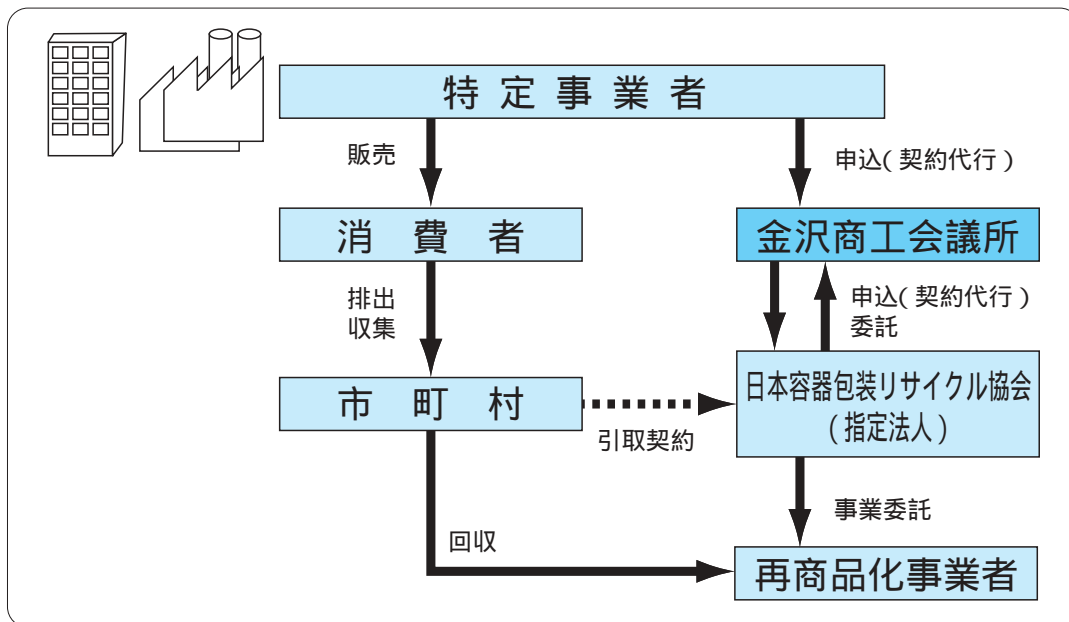 特定事業者
販売
申込(契約代行)
消費者
金沢商工会議所
排出
収集
申込(契約代行)
委託
市町村
日本容器包装リサイクル協会
(指定法人)
引取契約
事業委託
回収
再商品化事業者